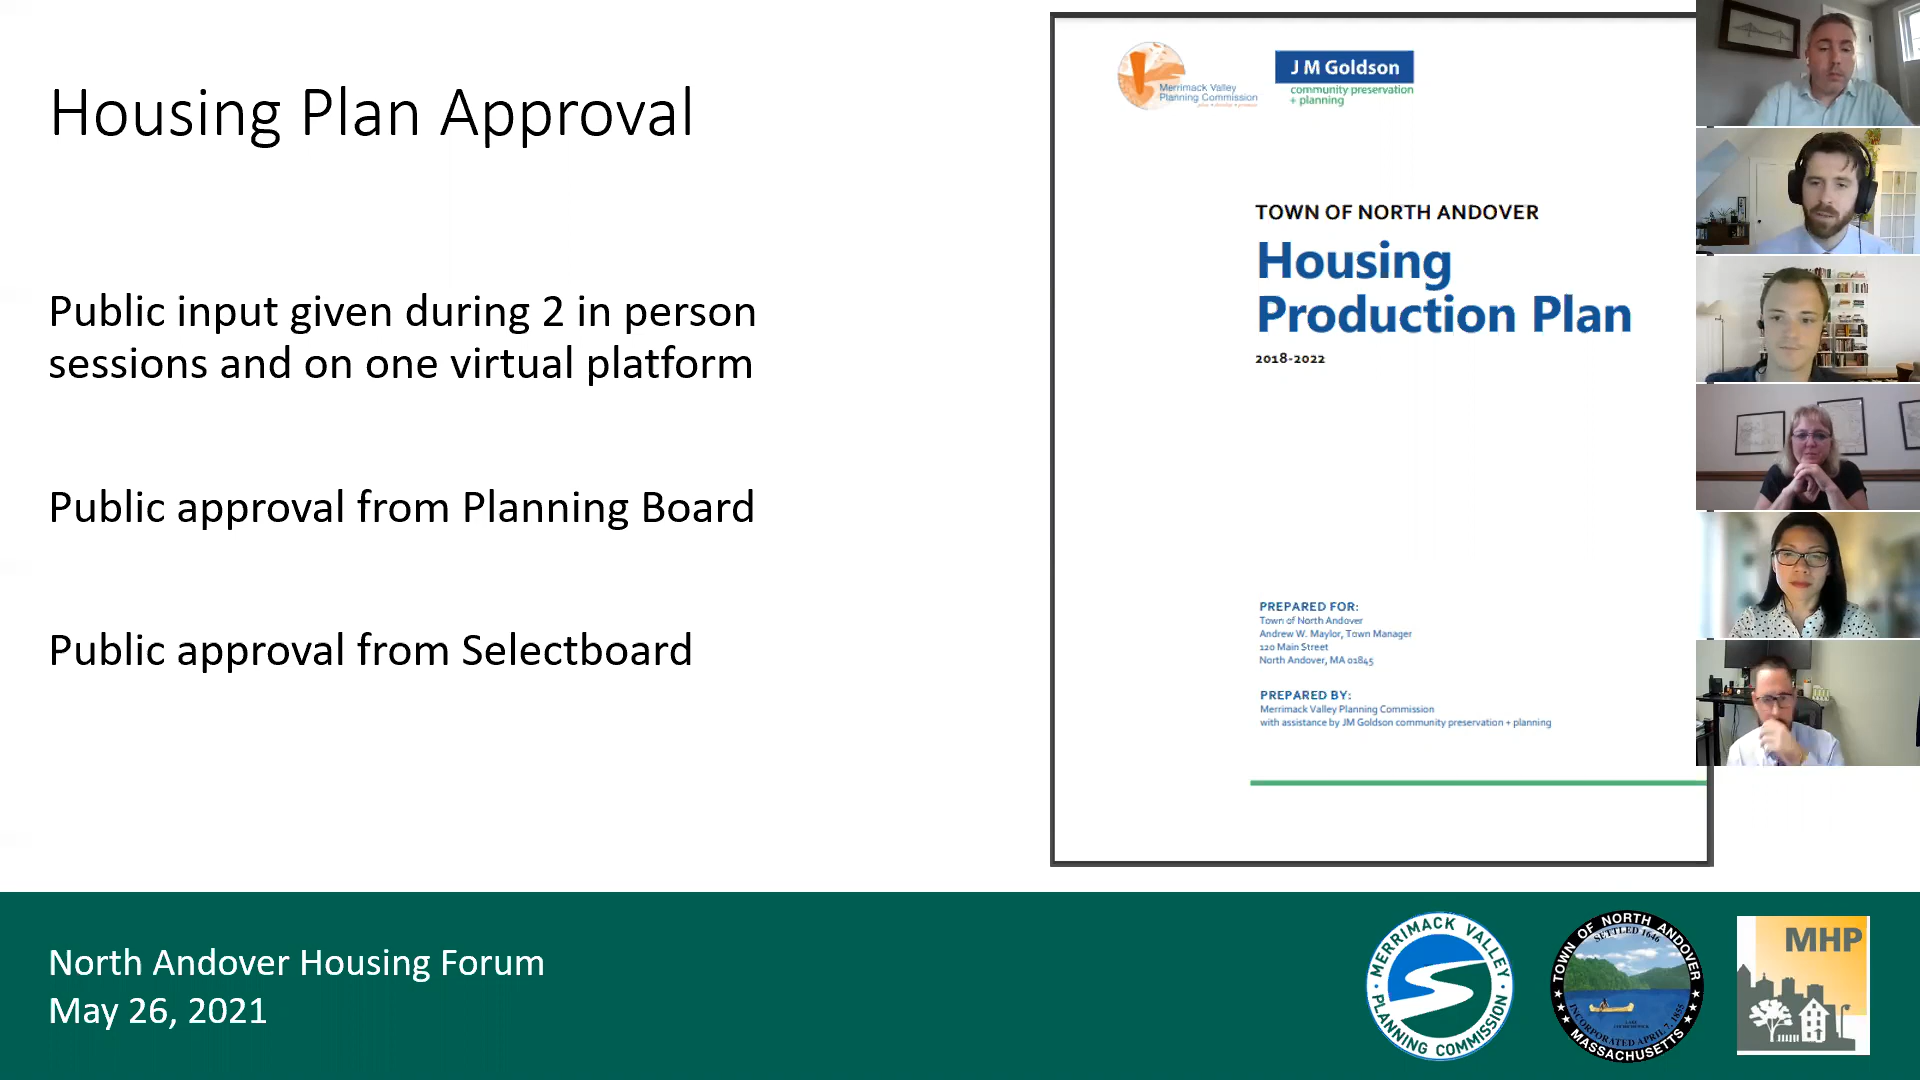 Housing Plan Approval
Public input given during 2 in person
sessions and on one virtual platform
Public approval from Planning Board
Public approval from Selectboard
Merrimack Valley
Planning Commission
J M Goldson
community preservation
+ planning
TOWN OF NORTH ANDOVER
Housing
Production Plan
2018-2022
PREPARED FOR:
Town of North Andover
Andrew W. Maylor, Town Manager
120 Main Street
North Andover, MA 01845
PREPARED BY:
Merrimack Valley Planning Commission
with assistance by JM Goldson community preservation + planning
North Andover Housing Forum
May 26, 2021
MERRIMACK VALLEY
PLANNING COMMISSION
TOWN OF NORTH ANDOVER
SETTLED 1646
INCORPORATED APRIL 7, 1855
MASSACHUSETTS
MHP